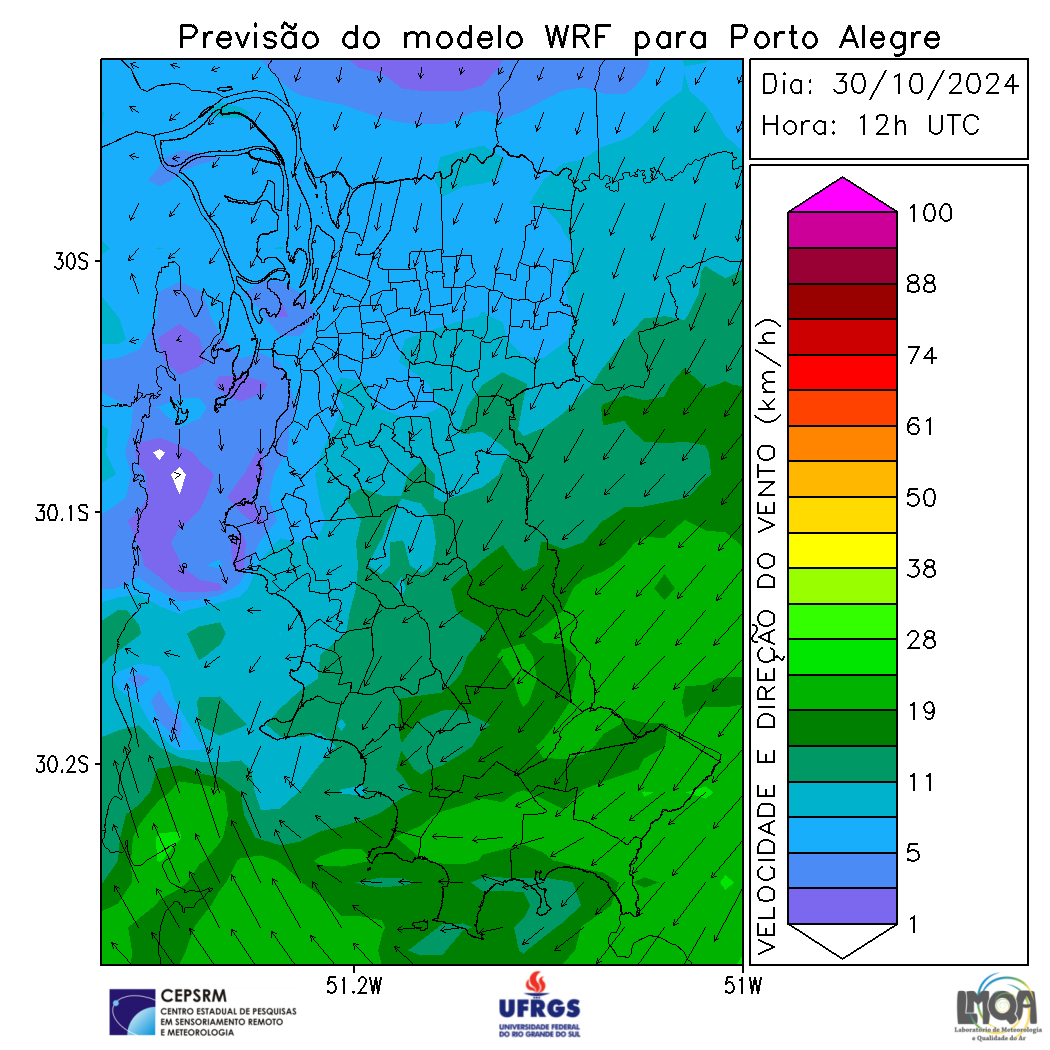 Previsão do modelo WRF para Porto Alegre
Dia: 30/10/2024
Hora: 12h UTC
30S
30.1S
30.2S
51.2W
51W
VELOCIDADE E DIREÇÃO DO VENTO (km/h)
100
88
74
61
50
38
28
19
11
5
1
CEPSRM
CENTRO ESTADUAL DE PESQUISAS
EM SENSORIAMENTO REMOTO
E METEOROLOGIA
UFRGS
UNIVERSIDADE FEDERAL
DO RIO GRANDE DO SUL
LMQA
Laboratório de Meteorologia
e Qualidade do Ar